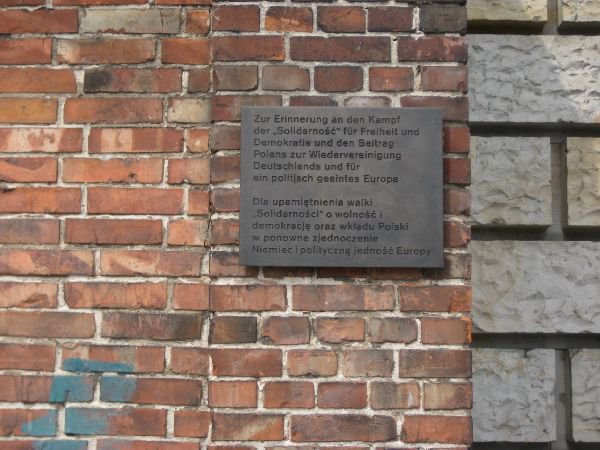 Zur Erinnerung an den Kampf
der „Solidarność“ für Freiheit und
Demokratie und den Beitrag
Polens zur Wiedervereinigung
Deutschlands und für
ein politisch geeintes Europa
Dla upamiętnienia walki
„Solidarności“ o wolność i
demokrację oraz wkładu Polski
w ponowne zjednoczenie
Niemiec i polityczną jedność Europy